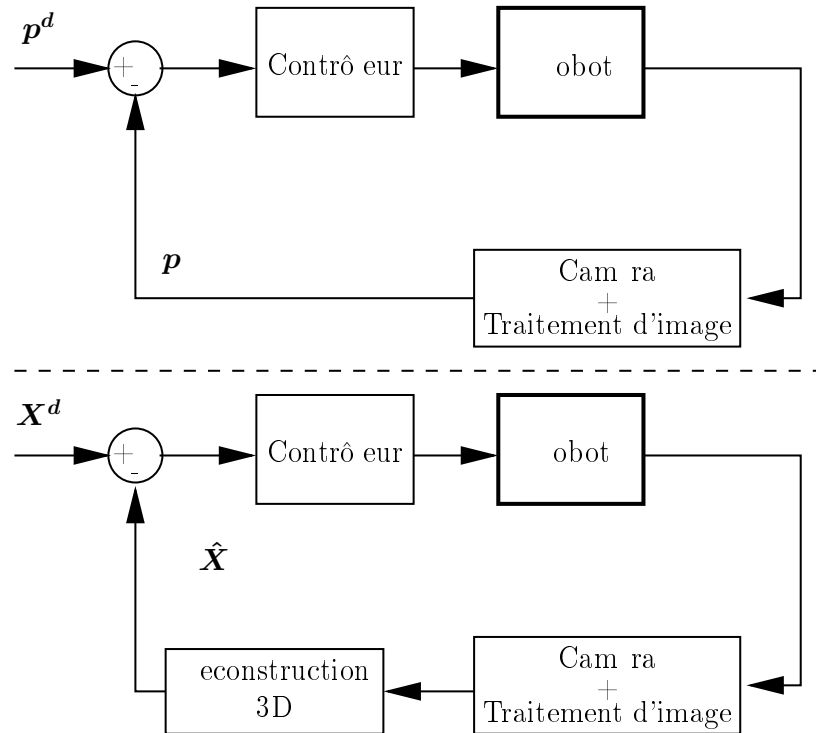 p^d
+
-
Contrô eur
obot
p
Cam ra
+
Traitement d'image
X^d
+
-
Contrô eur
obot
X̂
econstruction
3D
Cam ra
+
Traitement d'image